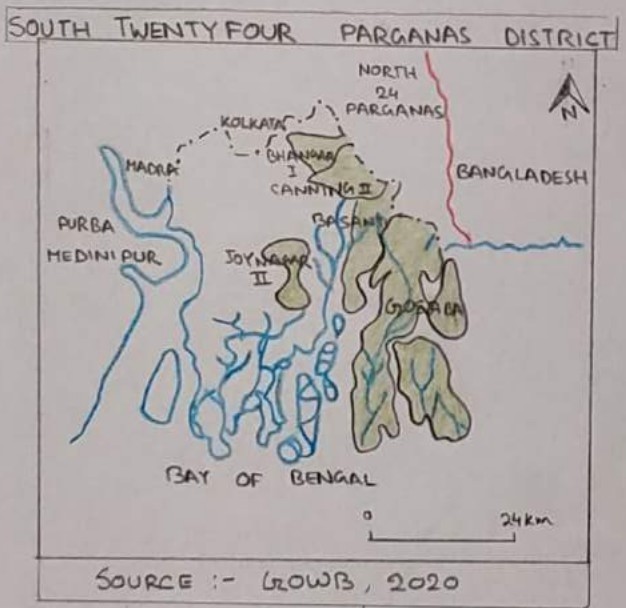 SOUTH TWENTY FOUR PARGANAS DISTRICT
NORTH
24
PARGANAS
N
KOLKATA
BHANGAR
I
MADRA
CANNING II
BANGLADESH
PURBA
MEDINIPUR
BASANTI
JOYNAGAR
II
GOSABA
BAY OF BENGAL
0 24km
SOURCE :- GOWB, 2020